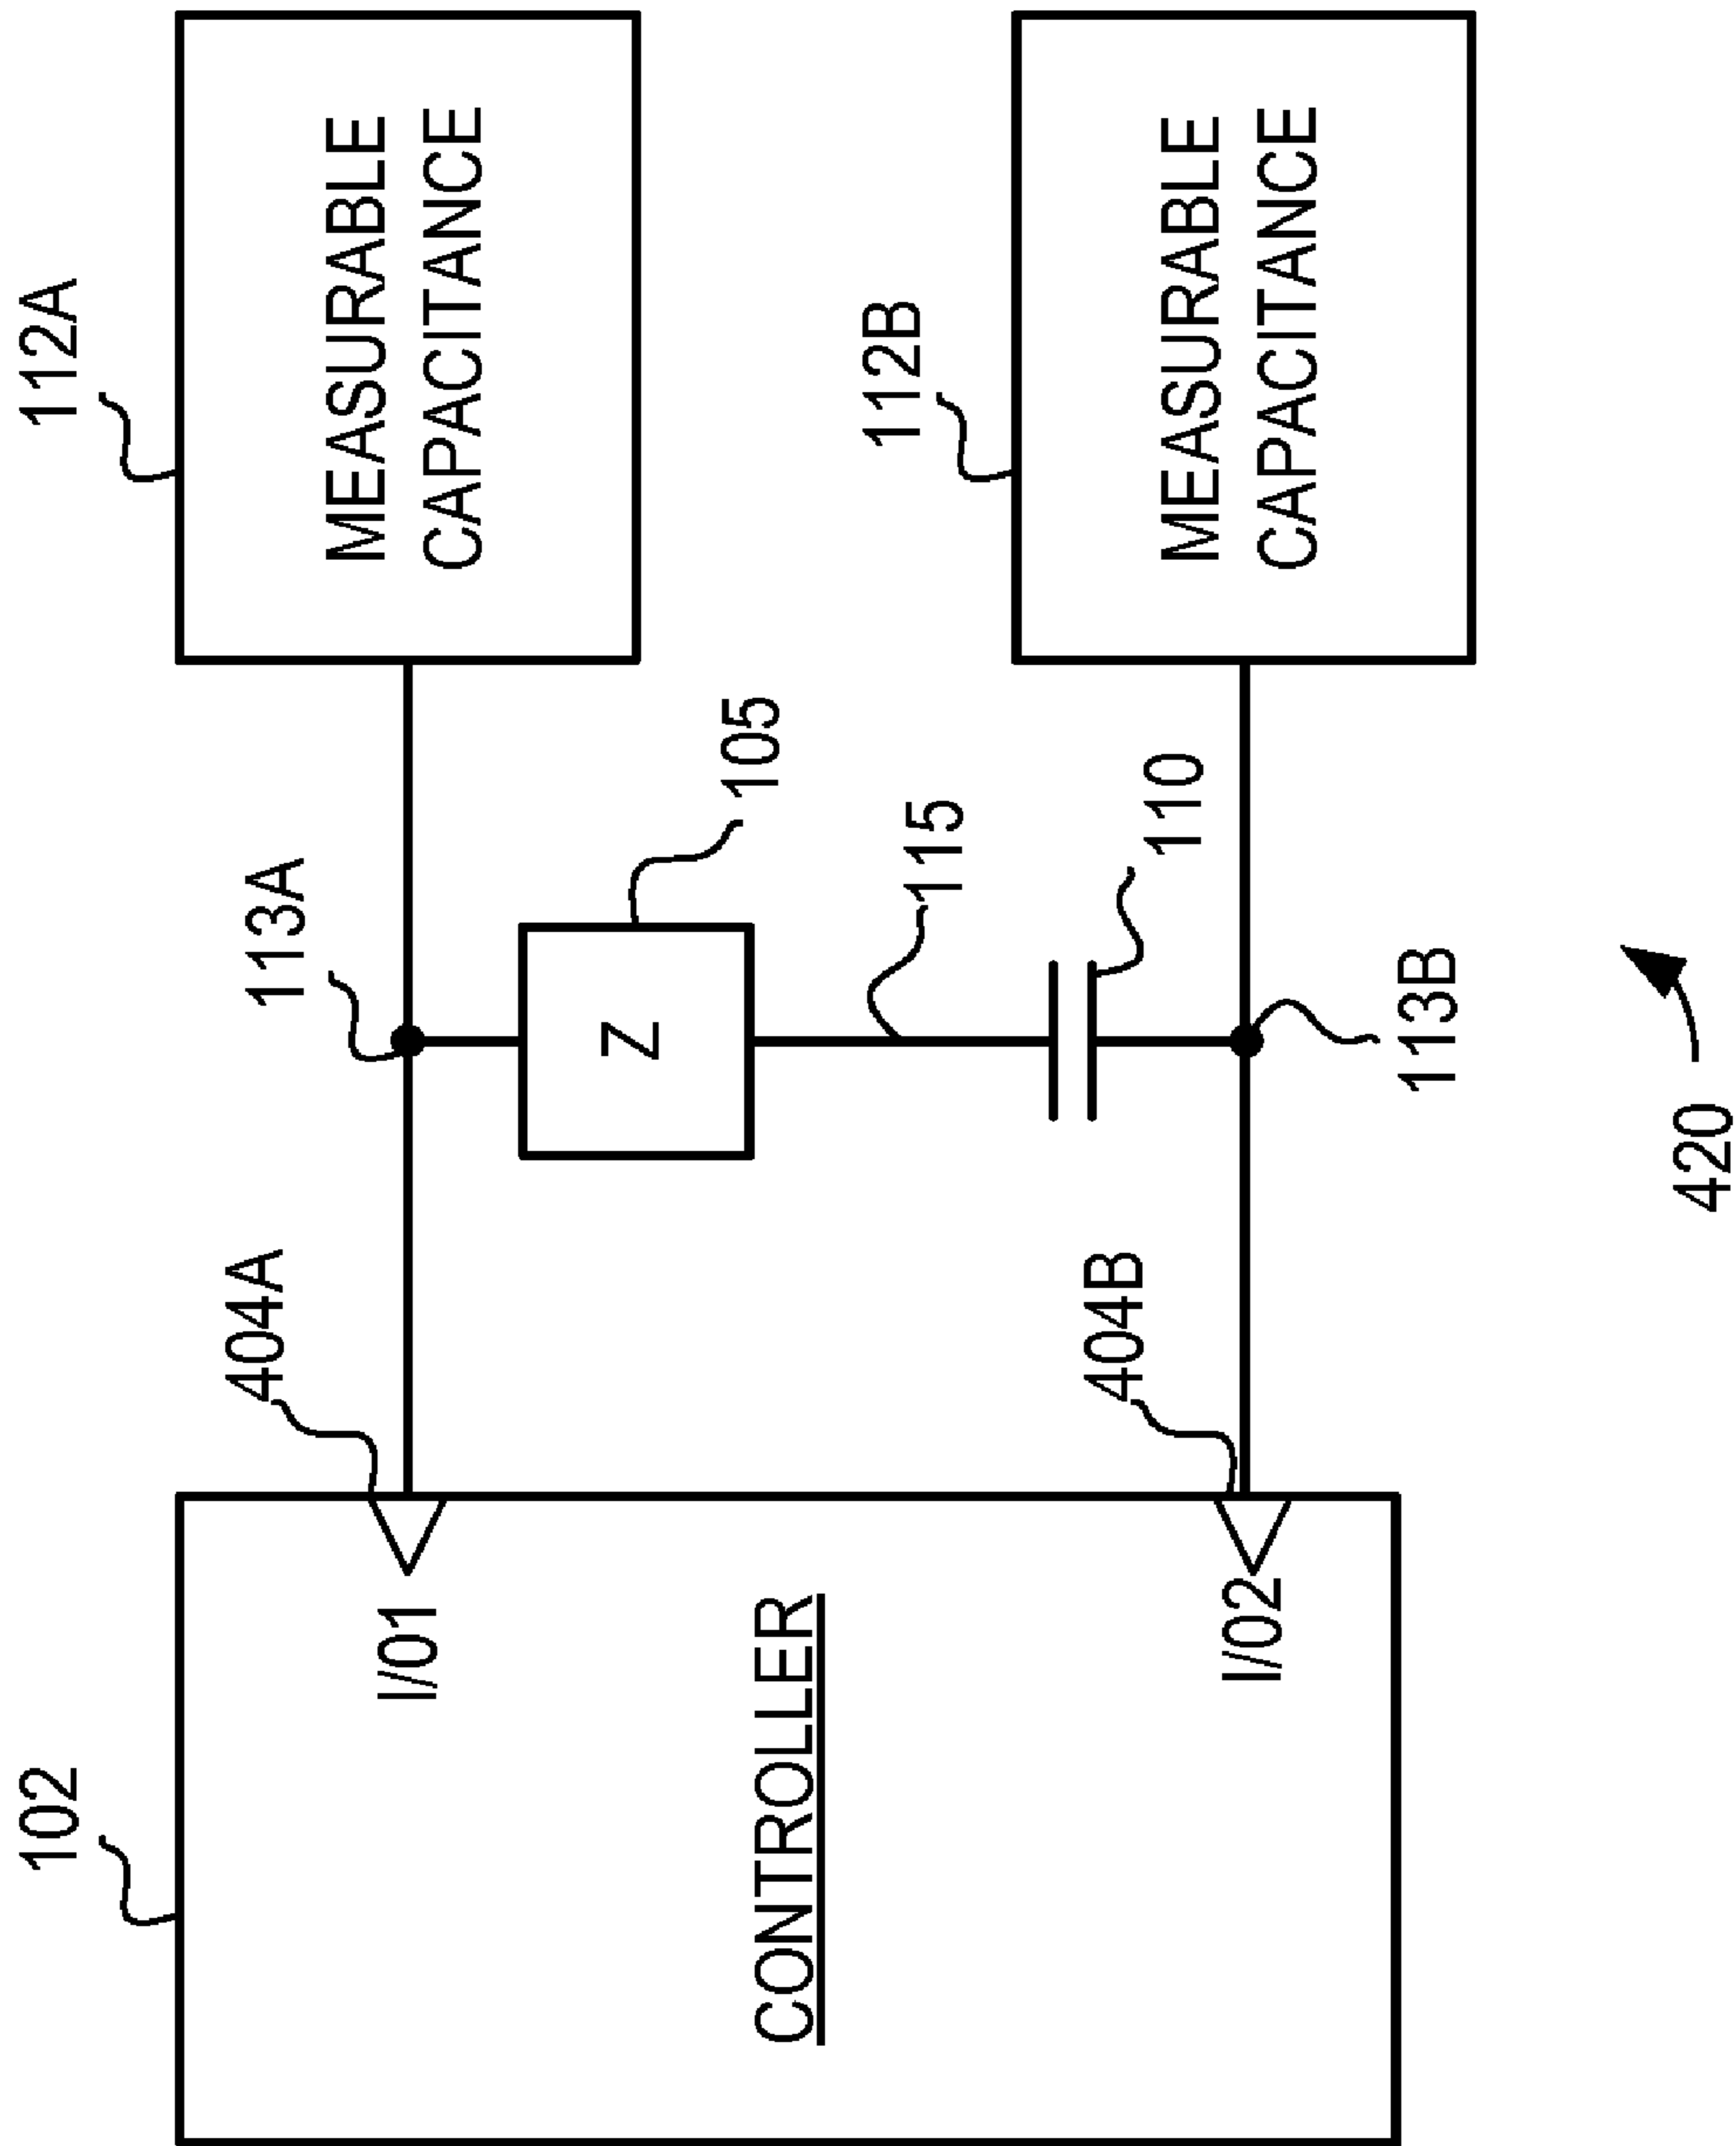 102
CONTROLLER
I/01
I/02
404A
404B
113A
Z
105
115
110
113B
112A
MEASURABLE
CAPACITANCE
112B
MEASURABLE
CAPACITANCE
420